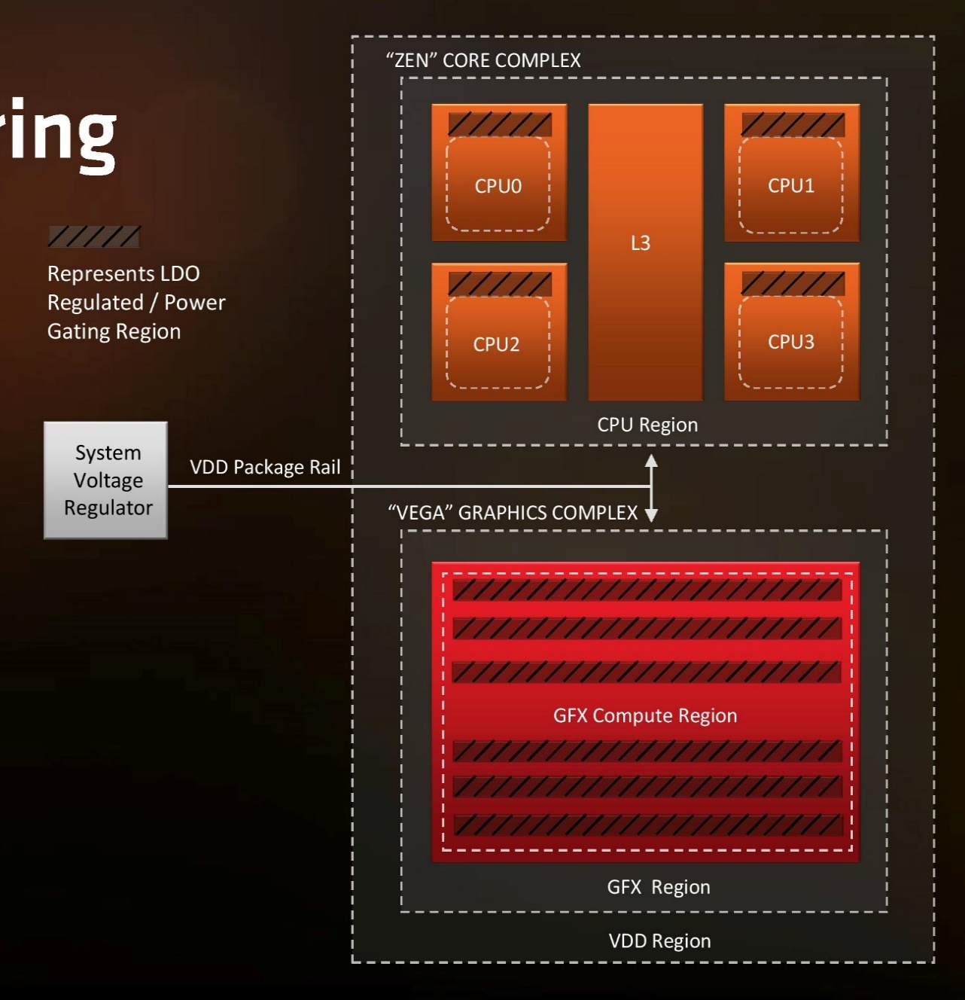 ring
Represents LDO
Regulated / Power
Gating Region
System
Voltage
Regulator
VDD Package Rail
“ZEN” CORE COMPLEX
CPU0
L3
CPU1
CPU2
CPU3
CPU Region
“VEGA” GRAPHICS COMPLEX
GFX Compute Region
GFX Region
VDD Region